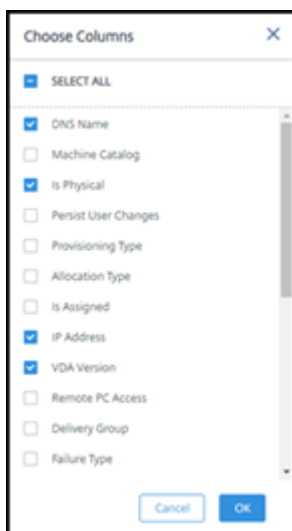 Choose Columns
SELECT ALL
DNS Name
Machine Catalog
Is Physical
Persist User Changes
Provisioning Type
Allocation Type
Is Assigned
IP Address
VDA Version
Remote PC Access
Delivery Group
Failure Type
Cancel
OK